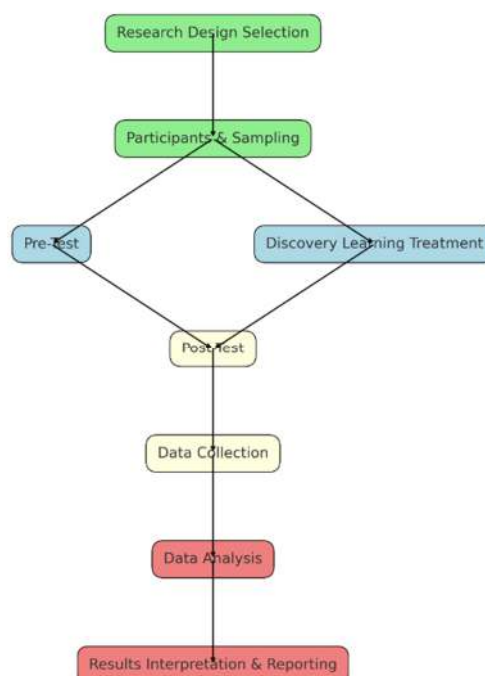 Research Design Selection
Participants & Sampling
Pre-Test
Discovery Learning Treatment
Post-Test
Data Collection
Data Analysis
Results Interpretation & Reporting